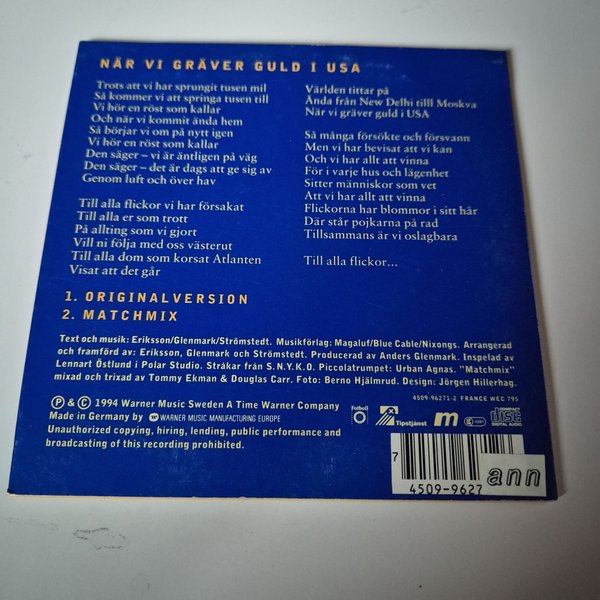 NÄR VI GRÄVER GULD I USA
Trots att vi har sprungit tusen mil
Så kommer vi att springa tusen till
Vi hör en röst som kallar
Och när vi kommit ända hem
Så börjar vi om på nytt igen
Vi hör en röst som kallar
Den säger – vi är äntligen på väg
Den säger – det är dags att ge sig av
Genom luft och över hav
Till alla flickor vi har försakat
Till alla er som trott
På allting som vi gjort
Vill ni följa med oss västerut
Till alla dom som korsat Atlanten
Visat att det går
Världen tittar på
Ända från New Delhi tilll Moskva
När vi gräver guld i USA
Så många försökte och försvann
Men vi har bevisat att vi kan
Och vi har allt att vinna
För i varje hus och lägenhet
Sitter människor som vet
Att vi har allt att vinna
Flickorna har blommor i sitt hår
Där står pojkarna på rad
Tillsammans är vi oslagbara
Till alla flickor...
1. ORIGINALVERSION
2. MATCHMIX
Text och musik: Eriksson/Glenmark/Strömstedt. Musikförlag: Magaluf/Blue Cable/Nixongs. Arrangerad
och framförd av: Eriksson, Glenmark och Strömstedt. Producerad av Anders Glenmark. Inspelad av
Lennart Östlund i Polar Studio. Stråkar från S.N.Y.K.O. Piccolatrumpet: Urban Agnas. "Matchmix"
mixad och trixad av Tommy Ekman & Douglas Carr. Foto: Berno Hjälmrud. Design: Jörgen Hillerhag.
4509-96271-2 FRANCE WEC 795
℗ & © 1994 Warner Music Sweden A Time Warner Company
Made in Germany by WARNER MUSIC MANUFACTURING EUROPE
Unauthorized copying, hiring, lending, public performance and
broadcasting of this recording prohibited.
Fotboll
Tipstjänst
m
COMPACT
disc
DIGITAL AUDIO
7
4509-9627
ann